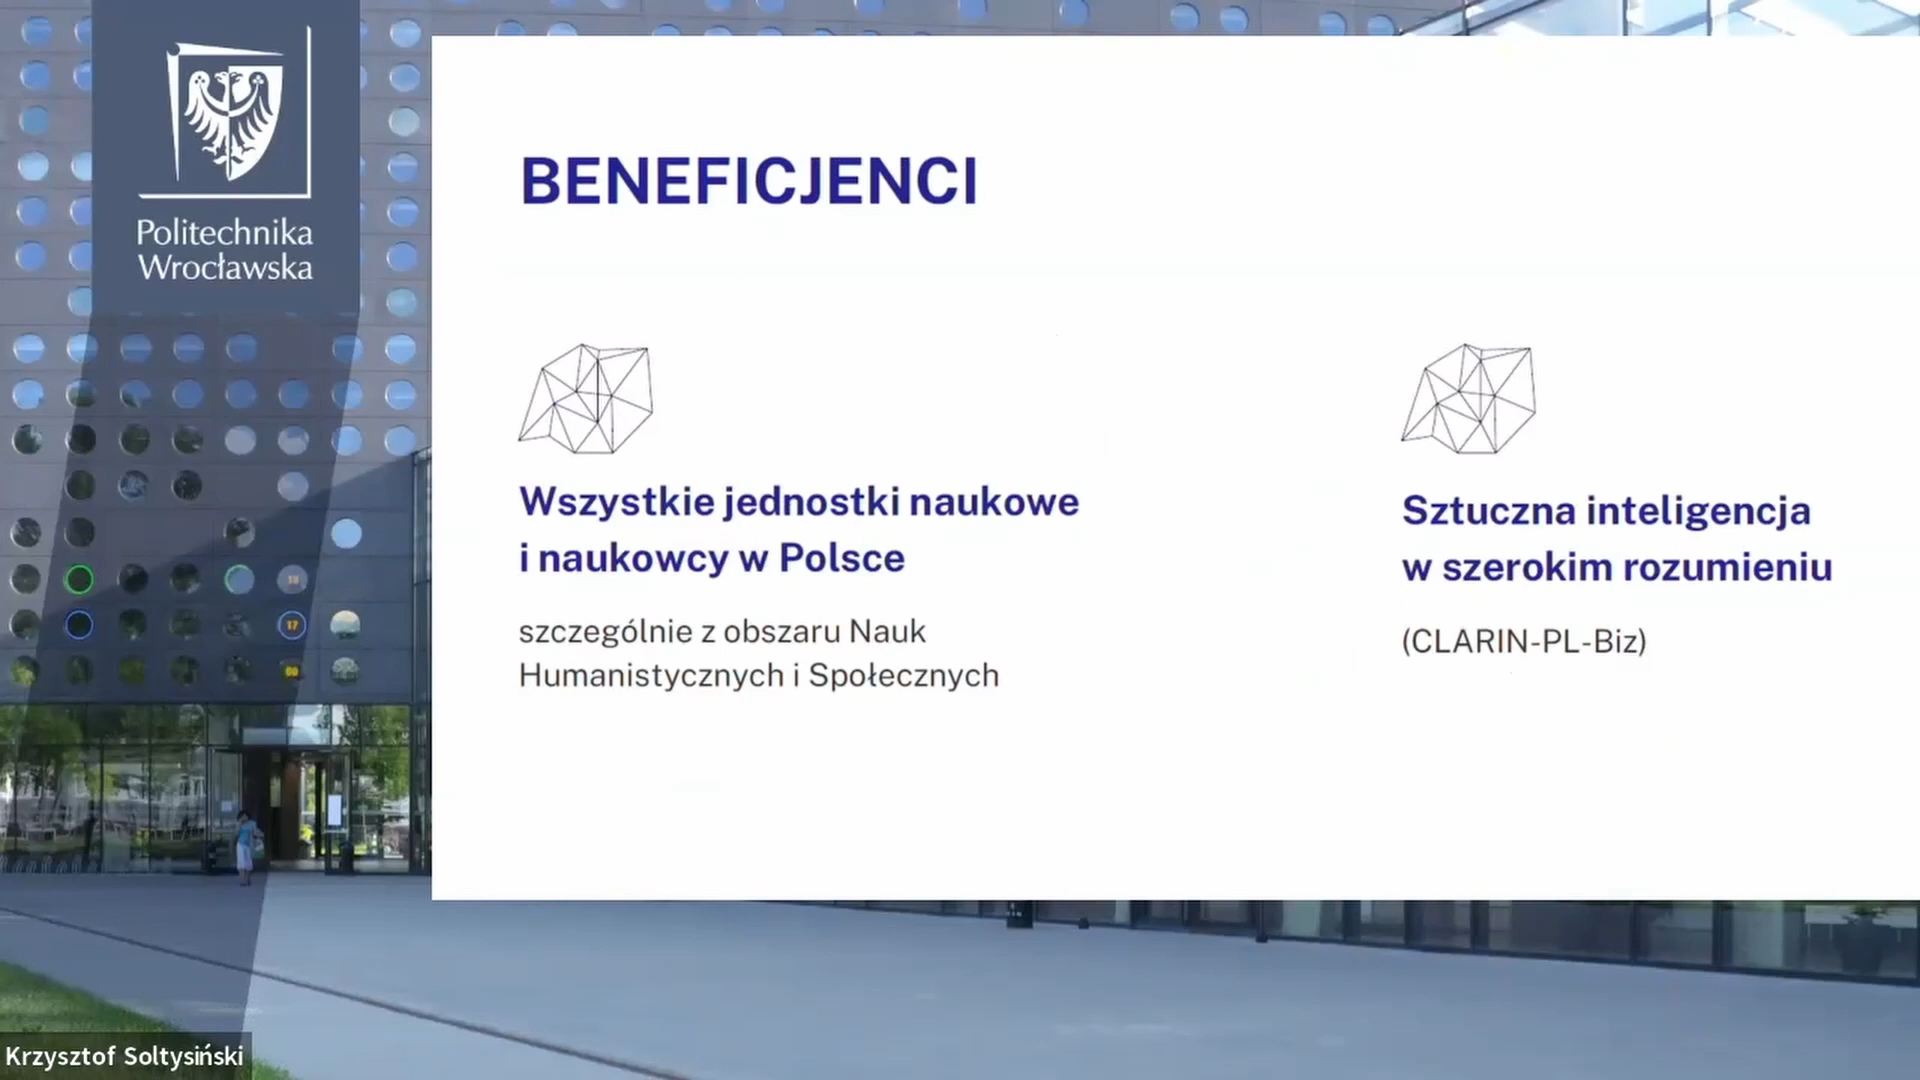 Politechnika
Wrocławska
BENEFICJENCI
Wszystkie jednostki naukowe
i naukowcy w Polsce
szczególnie z obszaru Nauk
Humanistycznych i Społecznych
Sztuczna inteligencja
w szerokim rozumieniu
(CLARIN-PL-Biz)
17
Krzysztof Soltysiński